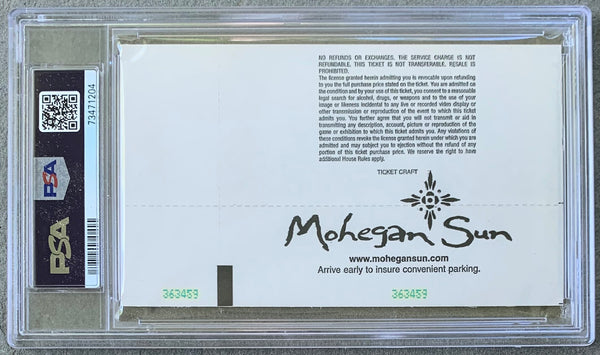 NO REFUNDS OR EXCHANGES. THE SERVICE CHARGE IS NOT
REFUNDABLE. THIS TICKET IS NOT TRANSFERABLE. RESALE IS
PROHIBITED.
The license granted herein admitting you is revocable upon refunding
to you the full purchase price stated on the ticket. You are admitted on
the condition and by your use of this ticket, you consent to a reasonable
legal search for alcohol, drugs, or weapons and to the use of your
image or likeness incidental to any live or recorded video display or
other transmission or reproduction of the event to which this ticket
admits you. You further agree that you will not transmit or aid in
transmitting any description, account, picture or reproduction of the
game or exhibition to which this ticket admits you. Any violations of
these conditions revoke the license granted herein under which you are
admitted and may subject you to ejection without the refund of any
portion of this ticket purchase price. We reserve the right to have
additional House Rules apply.
TICKET CRAFT
Mohegan Sun
www.mohegansun.com
Arrive early to insure convenient parking.
363459
363459
73471204
PSA
PSA